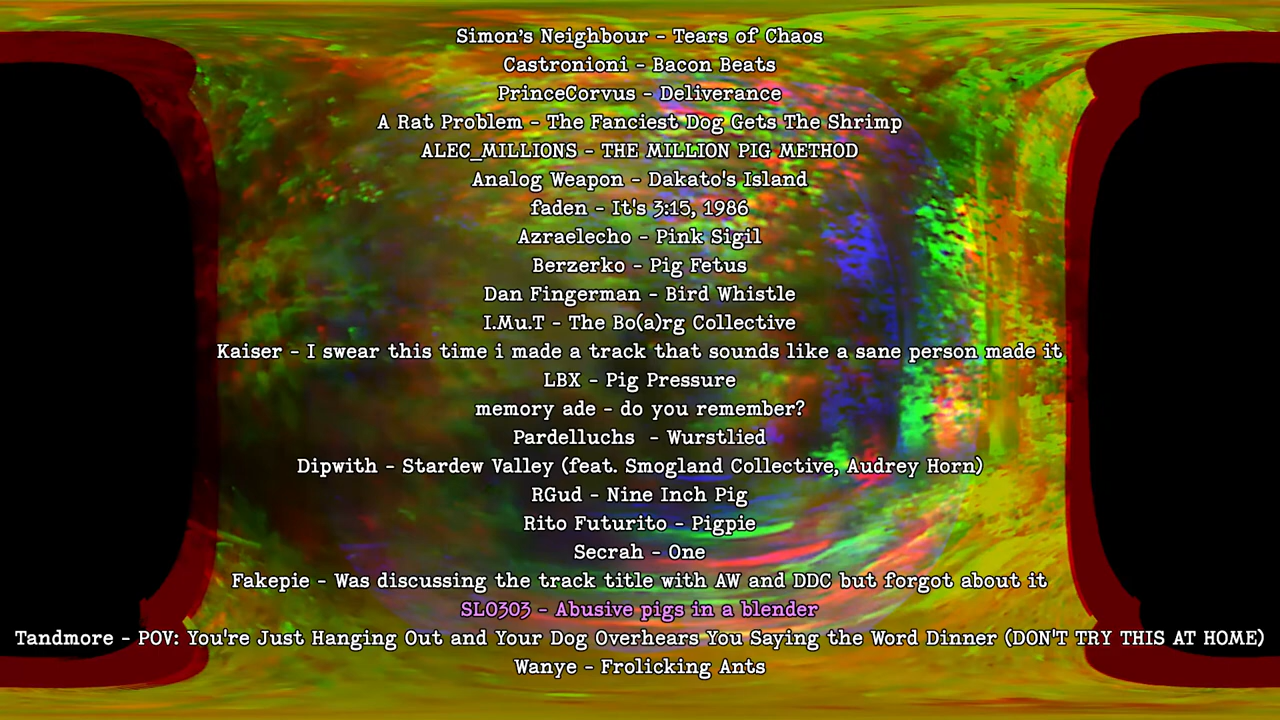 Simon's Neighbour - Tears of Chaos
Castronioni - Bacon Beats
PrinceCorvus - Deliverance
A Rat Problem - The Fanciest Dog Gets The Shrimp
ALEC_MILLIONS - THE MILLION PIG METHOD
Analog Weapon - Dakato's Island
faden - It's 3:15, 1986
Azraelecho - Pink Sigil
Berzerko - Pig Fetus
Dan Fingerman - Bird Whistle
I.Mu.T - The Bo(a)rg Collective
Kaiser - I swear this time i made a track that sounds like a sane person made it
LBX - Pig Pressure
memory ade - do you remember?
Pardelluchs  - Wurstlied
Dipwith - Stardew Valley (feat. Smogland Collective, Audrey Horn)
RGud - Nine Inch Pig
Rito Futurito - Pigpie
Secrah - One
Fakepie - Was discussing the track title with AW and DDC but forgot about it
SL0303 - Abusive pigs in a blender
Tandmore - POV: You're Just Hanging Out and Your Dog Overhears You Saying the Word Dinner (DON'T TRY THIS AT HOME)
Wanye - Frolicking Ants